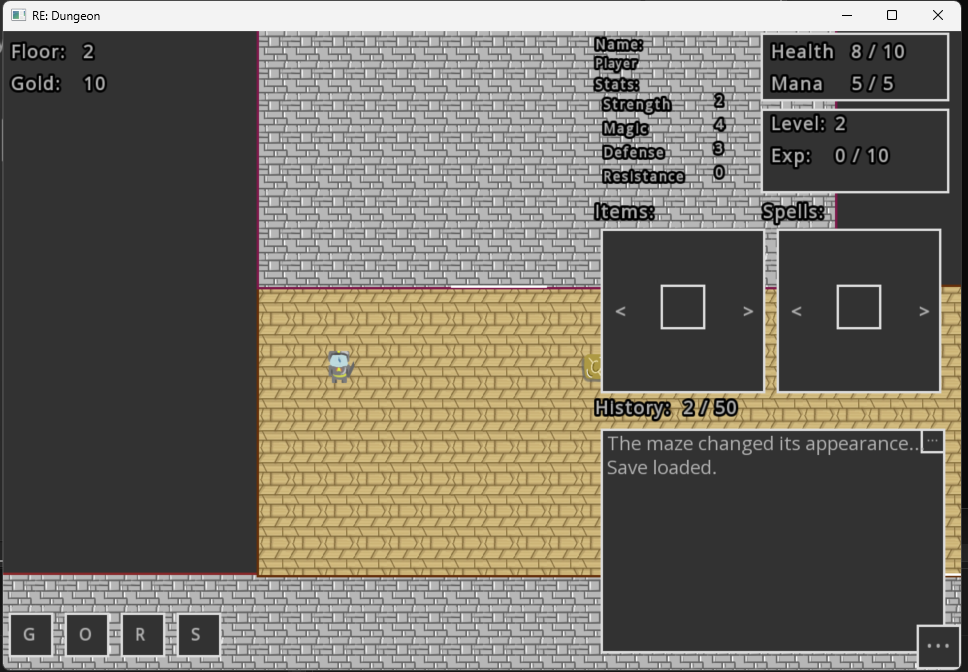 RE: Dungeon
Floor: 2
Gold: 10
Name:
Player
Stats:
Strength 2
Magic 4
Defense 3
Resistance 0
Health 8 / 10
Mana 5 / 5
Level: 2
Exp: 0 / 10
Items:
Spells:
< >
< >
History: 2 / 50
The maze changed its appearance..
...
Save loaded.
G O R S
...